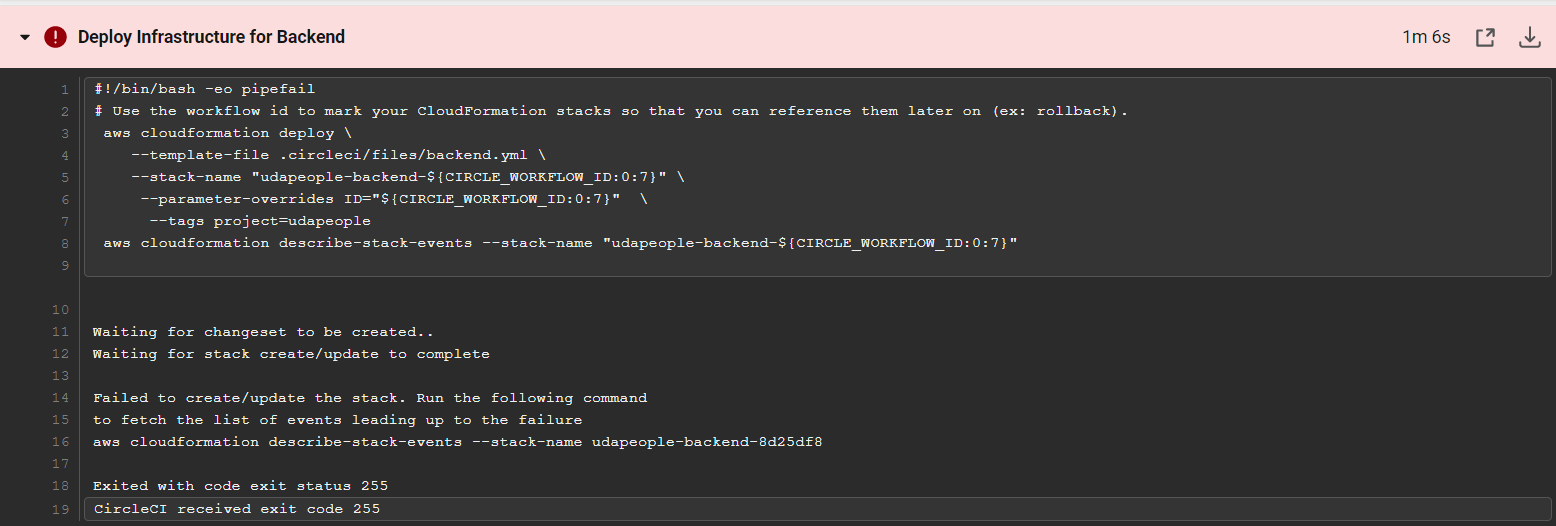 Deploy Infrastructure for Backend 1m 6s
1 #!/bin/bash -eo pipefail
2 # Use the workflow id to mark your CloudFormation stacks so that you can reference them later on (ex: rollback).
3 aws cloudformation deploy \
4 --template-file .circleci/files/backend.yml \
5 --stack-name "udapeople-backend-${CIRCLE_WORKFLOW_ID:0:7}" \
6 --parameter-overrides ID="${CIRCLE_WORKFLOW_ID:0:7}" \
7 --tags project=udapeople
8 aws cloudformation describe-stack-events --stack-name "udapeople-backend-${CIRCLE_WORKFLOW_ID:0:7}"
9
10
11 Waiting for changeset to be created..
12 Waiting for stack create/update to complete
13
14 Failed to create/update the stack. Run the following command
15 to fetch the list of events leading up to the failure
16 aws cloudformation describe-stack-events --stack-name udapeople-backend-8d25df8
17
18 Exited with code exit status 255
19 CircleCI received exit code 255